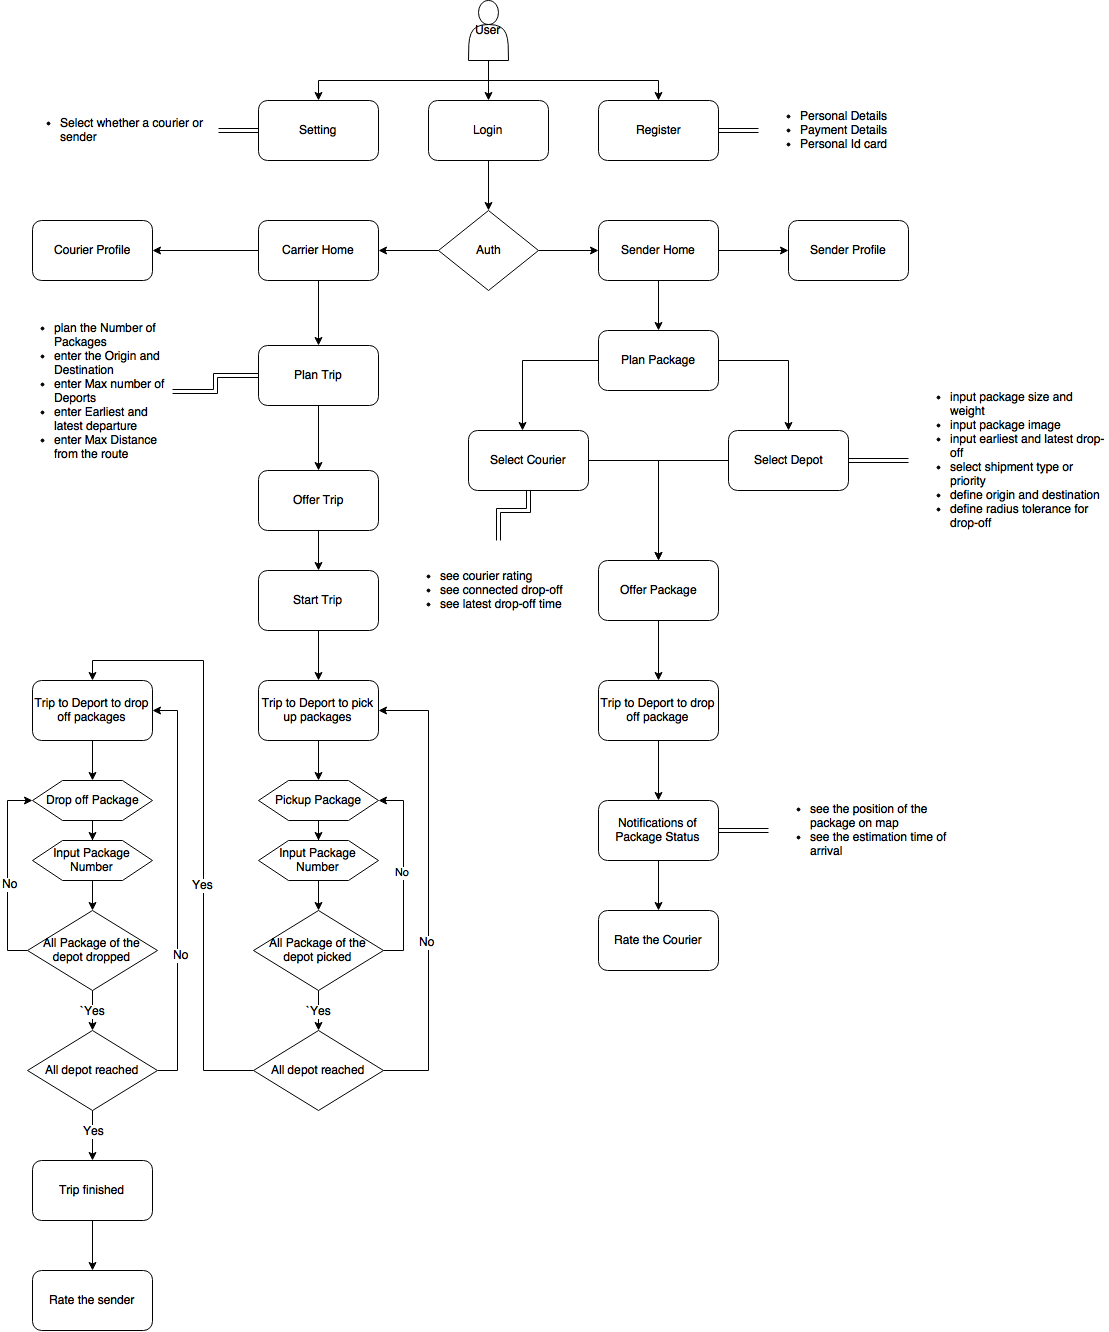 User
Select whether a courier or
sender
Setting
Login
Register
Personal Details
Payment Details
Personal Id card
Courier Profile
Carrier Home
Auth
Sender Home
Sender Profile
plan the Number of
Packages
enter the Origin and
Destination
enter Max number of
Deports
enter Earliest and
latest departure
enter Max Distance
from the route
Plan Trip
Plan Package
Select Courier
Select Depot
input package size and
weight
input package image
input earliest and latest drop-
off
select shipment type or
priority
define origin and destination
define radius tolerance for
drop-off
Offer Trip
see courier rating
see connected drop-off
see latest drop-off time
Start Trip
Offer Package
Trip to Deport to drop
off packages
Trip to Deport to pick
up packages
Trip to Deport to drop
off package
Drop off Package
Pickup Package
Notifications of
Package Status
see the position of the
package on map
see the estimation time of
arrival
Input Package
Number
Input Package
Number
No
Yes
No
All Package of the
depot dropped
No
All Package of the
depot picked
No
Rate the Courier
`Yes
`Yes
All depot reached
All depot reached
Yes
Trip finished
Rate the sender